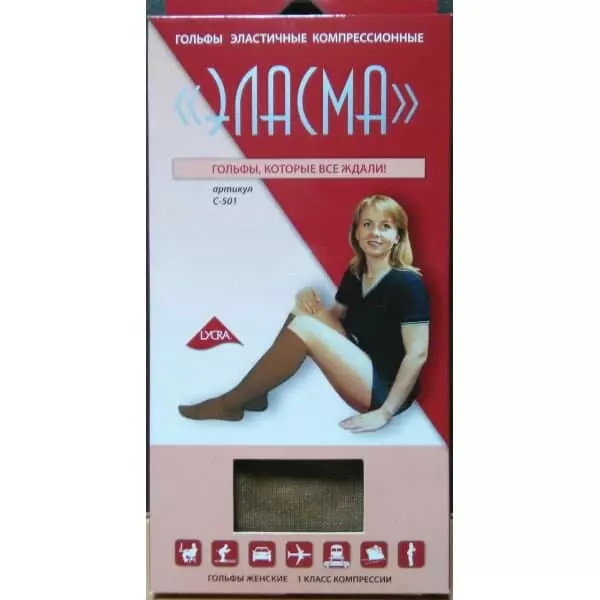 ГОЛЬФЫ ЭЛАСТИЧНЫЕ КОМПРЕССИОННЫЕ
«ЭЛАСМА»
ГОЛЬФЫ, КОТОРЫЕ ВСЕ ЖДАЛИ!
артикул
С-501
LYCRA
ГОЛЬФЫ ЖЕНСКИЕ 1 КЛАСС КОМПРЕССИИ